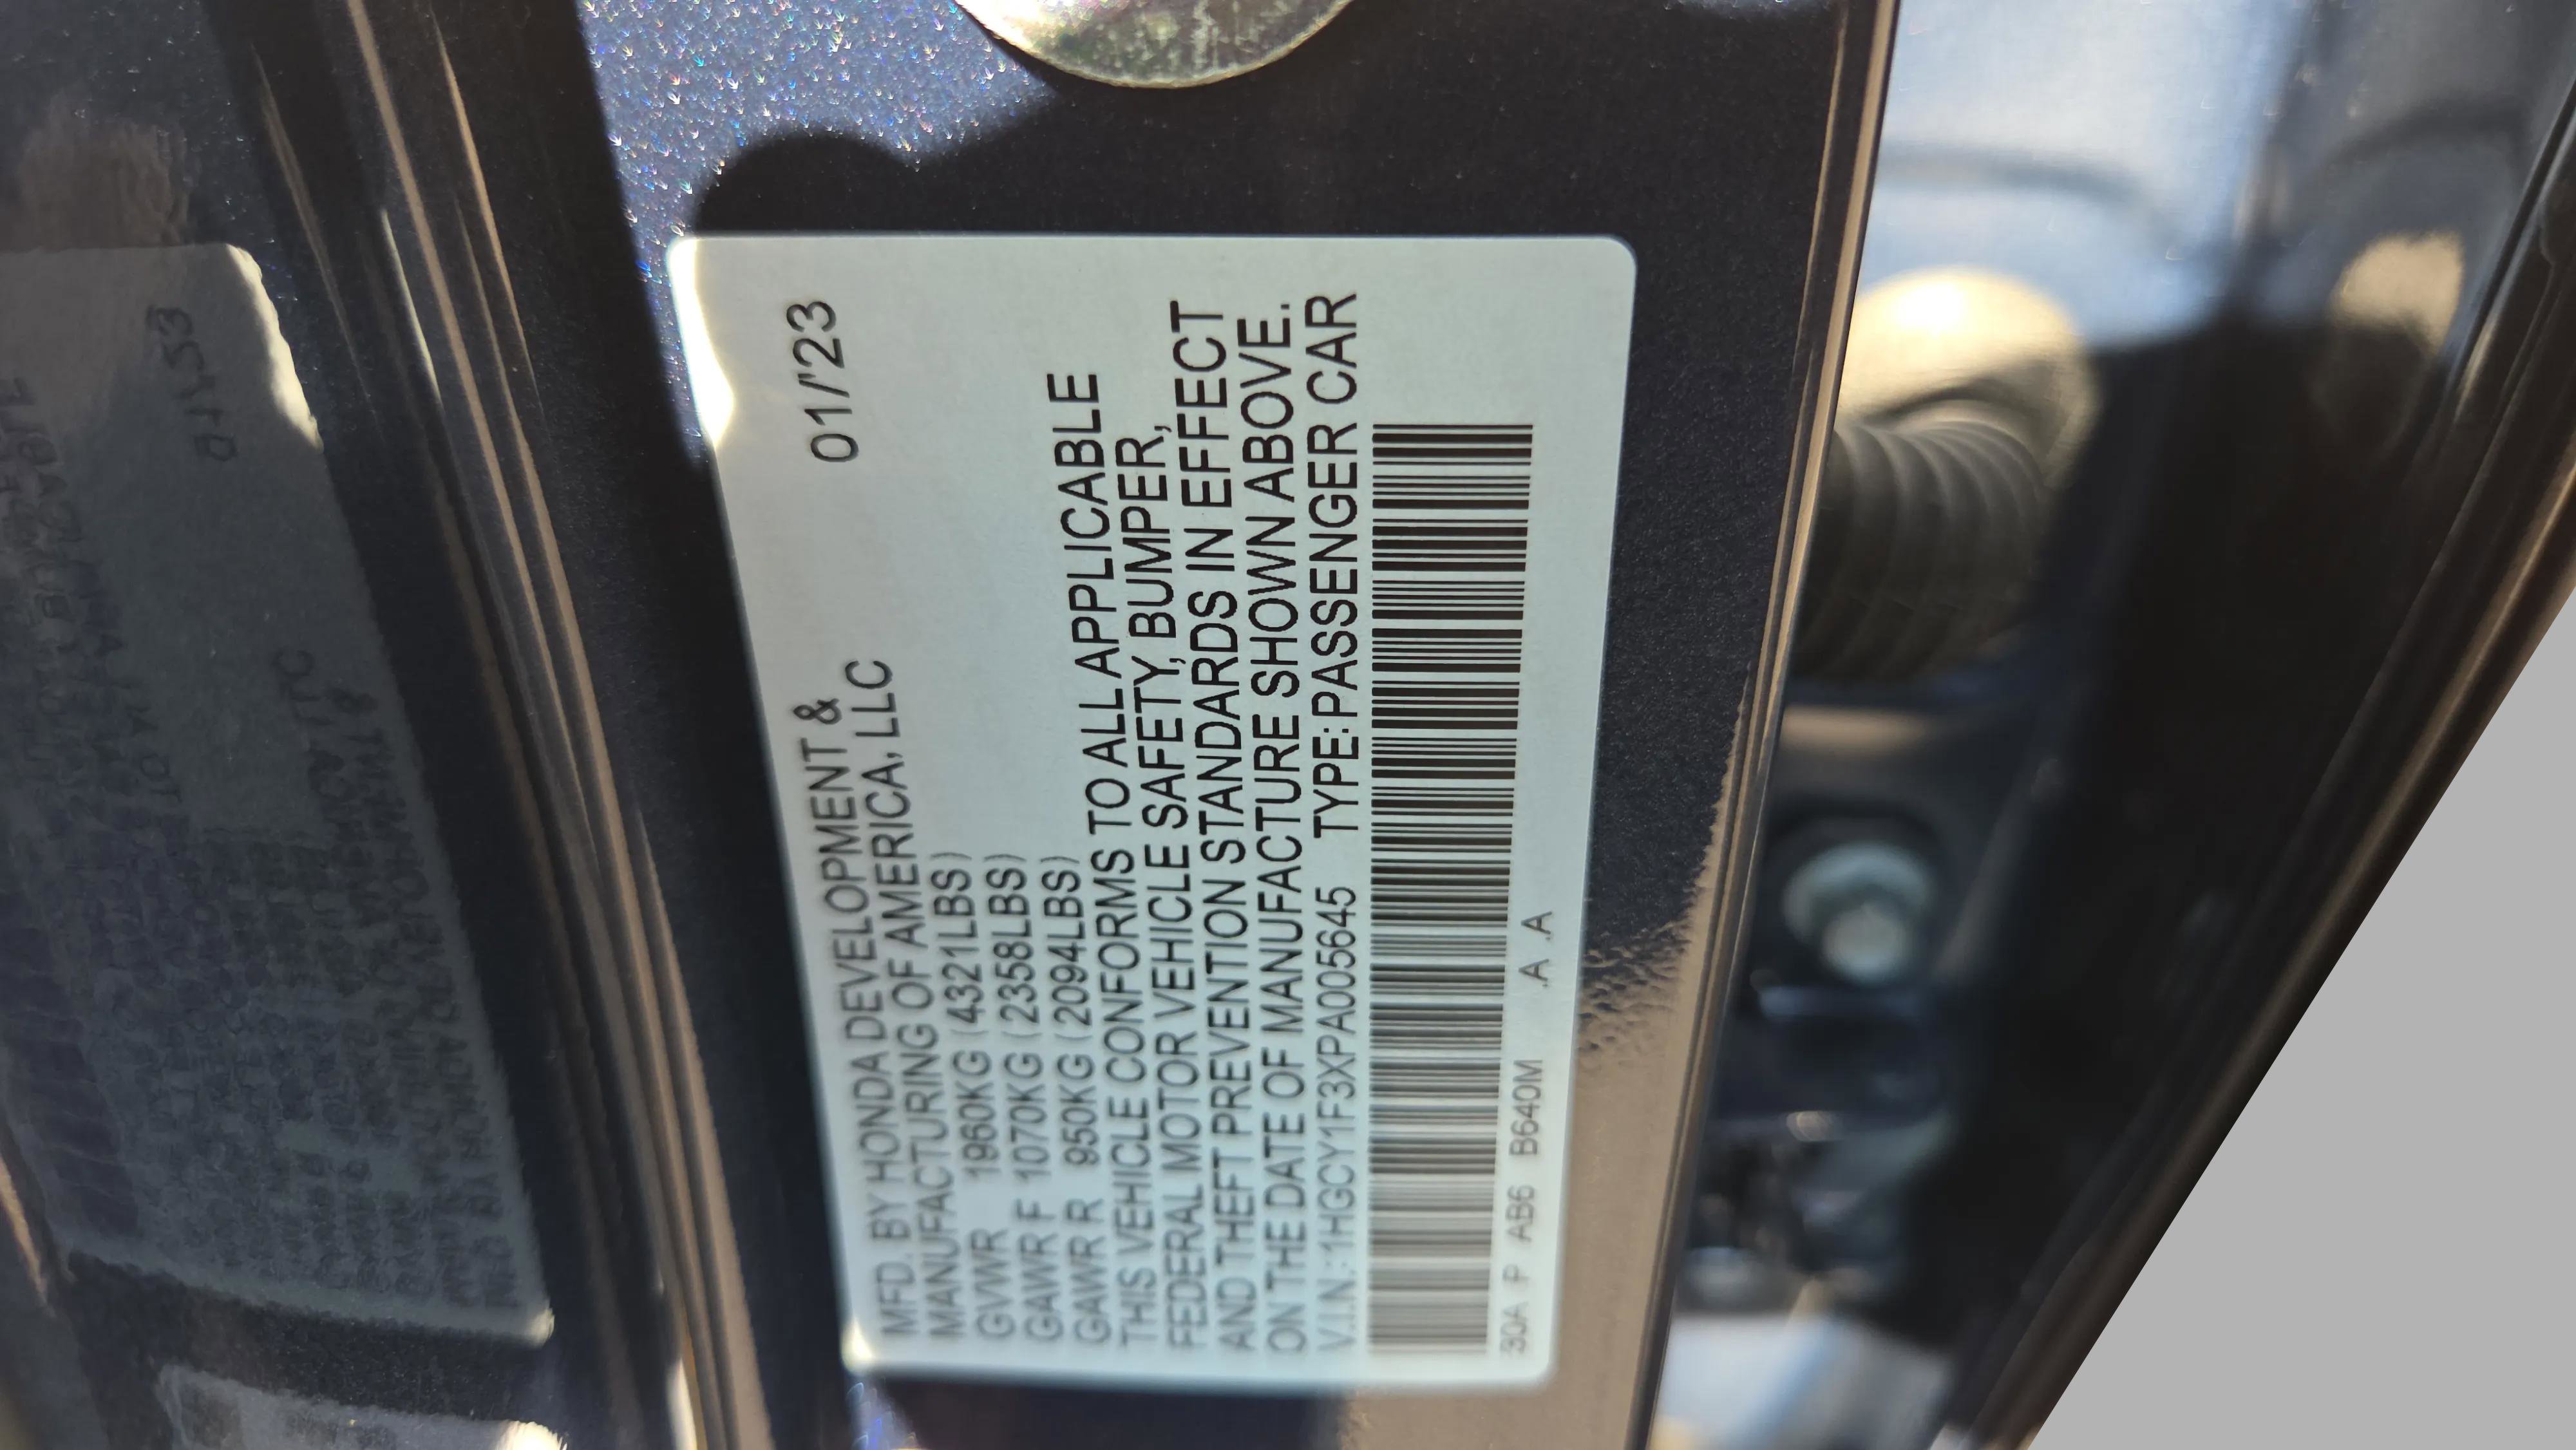 MFD. BY HONDA DEVELOPMENT & 01/'23
MANUFACTURING OF AMERICA, LLC
GVWR 1960KG (4321LBS)
GAWR F 1070KG (2358LBS)
GAWR R 950KG (2094LBS)
THIS VEHICLE CONFORMS TO ALL APPLICABLE
FEDERAL MOTOR VEHICLE SAFETY, BUMPER,
AND THEFT PREVENTION STANDARDS IN EFFECT
ON THE DATE OF MANUFACTURE SHOWN ABOVE.
V.I.N.: 1HGCY1F3XPA005645 TYPE: PASSENGER CAR
30A P AB6 B640M .A .A